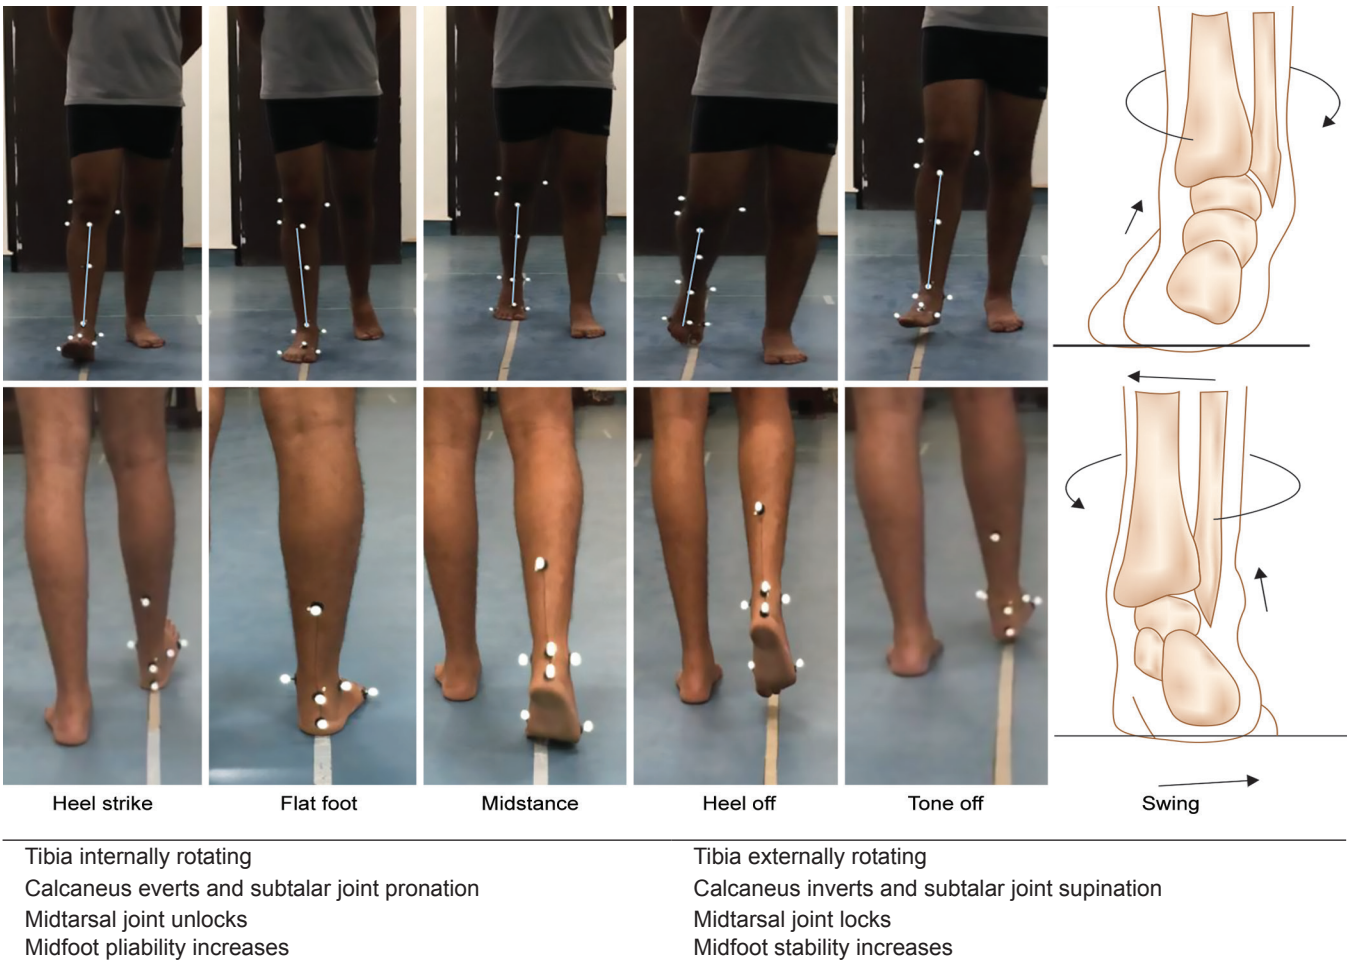 Heel strike
Flat foot
Midstance
Heel off
Tone off
Swing
Tibia internally rotating
Calcaneus everts and subtalar joint pronation
Midtarsal joint unlocks
Midfoot pliability increases
Tibia externally rotating
Calcaneus inverts and subtalar joint supination
Midtarsal joint locks
Midfoot stability increases